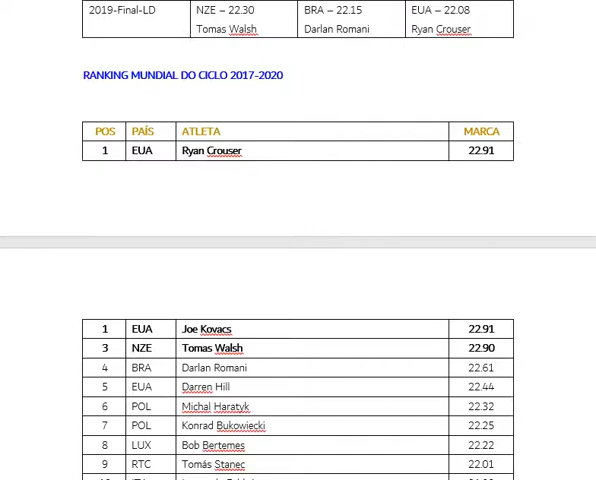 2019-Final-LD NZE – 22.30 BRA – 22.15 EUA – 22.08
Tomas Walsh Darlan Romani Ryan Crouser
RANKING MUNDIAL DO CICLO 2017-2020
POS PAÍS ATLETA MARCA
1 EUA Ryan Crouser 22.91
1 EUA Joe Kovacs 22.91
3 NZE Tomas Walsh 22.90
4 BRA Darlan Romani 22.61
5 EUA Darren Hill 22.44
6 POL Michal Haratyk 22.32
7 POL Konrad Bukowiecki 22.25
8 LUX Bob Bertemes 22.22
9 RTC Tomás Stanec 22.01